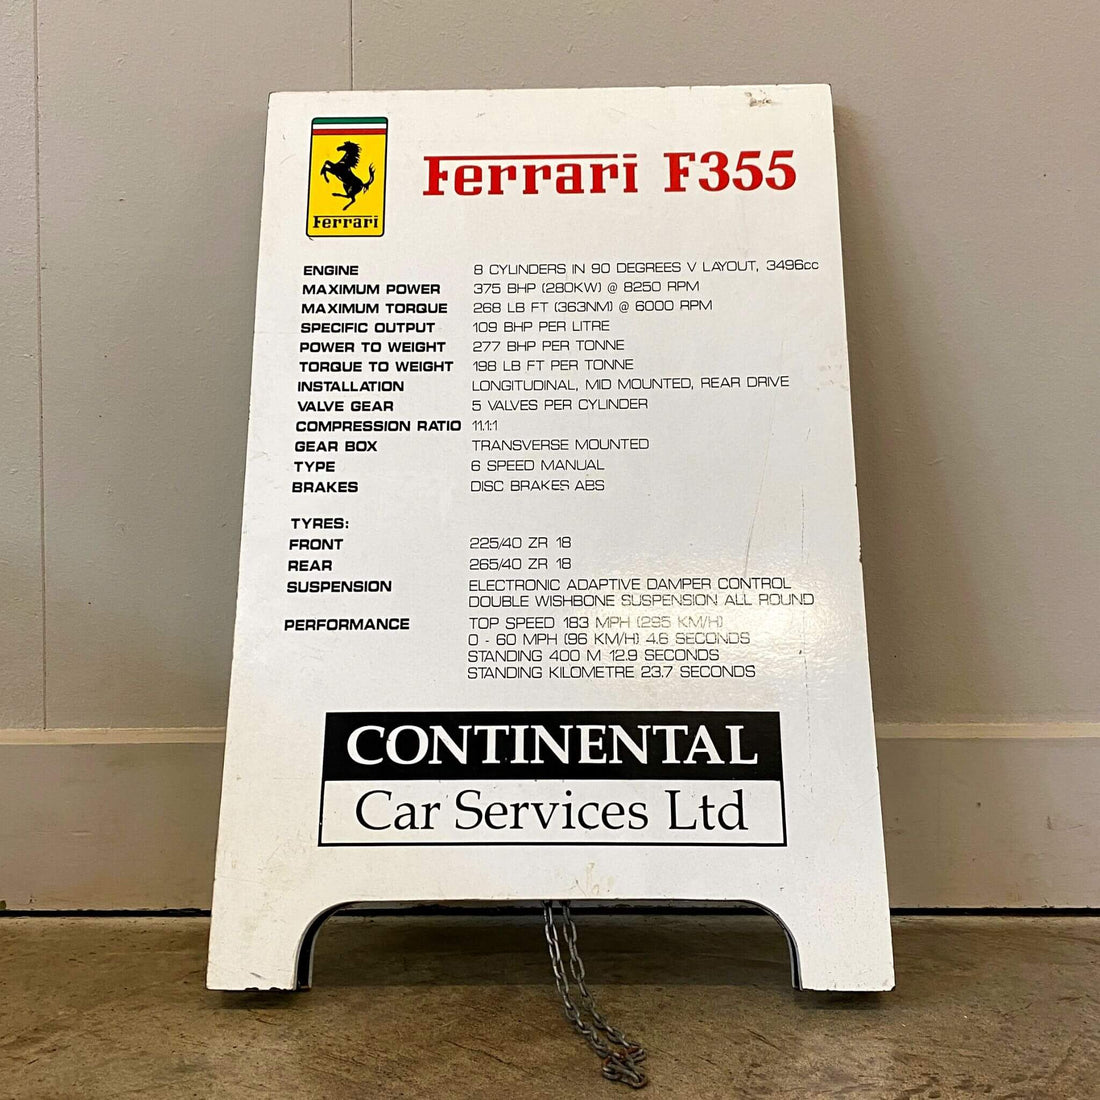 Ferrari
Ferrari F355
ENGINE 8 CYLINDERS IN 90 DEGREES V LAYOUT, 3496cc
MAXIMUM POWER 375 BHP (280KW) @ 8250 RPM
MAXIMUM TORQUE 268 LB FT (363NM) @ 6000 RPM
SPECIFIC OUTPUT 109 BHP PER LITRE
POWER TO WEIGHT 277 BHP PER TONNE
TORQUE TO WEIGHT 198 LB FT PER TONNE
INSTALLATION LONGITUDINAL, MID MOUNTED, REAR DRIVE
VALVE GEAR 5 VALVES PER CYLINDER
COMPRESSION RATIO 11.1:1
GEAR BOX TRANSVERSE MOUNTED
TYPE 6 SPEED MANUAL
BRAKES DISC BRAKES ABS
TYRES:
FRONT 225/40 ZR 18
REAR 265/40 ZR 18
SUSPENSION ELECTRONIC ADAPTIVE DAMPER CONTROL
DOUBLE WISHBONE SUSPENSION ALL ROUND
PERFORMANCE TOP SPEED 183 MPH (295 KM/H)
0 - 60 MPH (96 KM/H) 4.6 SECONDS
STANDING 400 M 12.9 SECONDS
STANDING KILOMETRE 23.7 SECONDS
CONTINENTAL
Car Services Ltd